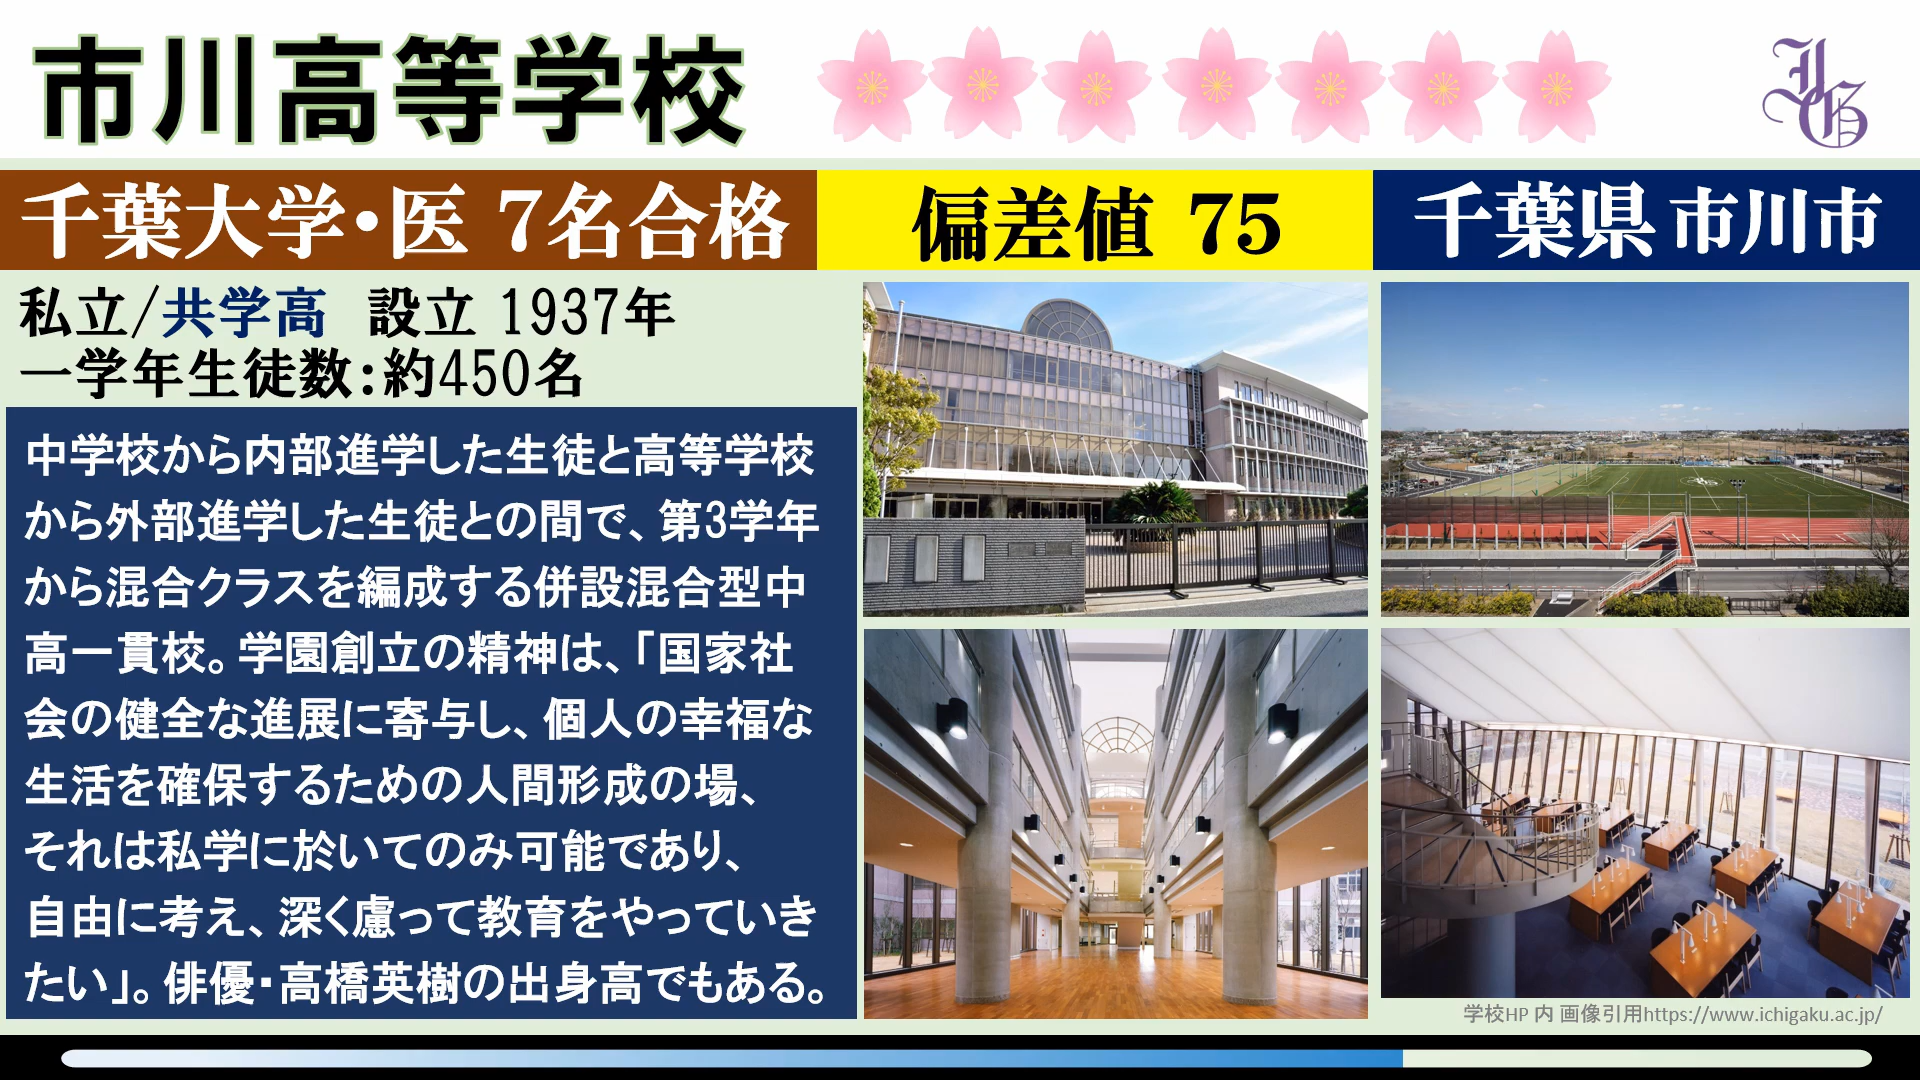 市川高等学校
千葉大学・医 7名合格
偏差値 75
千葉県 市川市
私立/共学高 設立 1937年
一学年生徒数:約450名
中学校から内部進学した生徒と高等学校
から外部進学した生徒との間で、第3学年
から混合クラスを編成する併設混合型中
高一貫校。学園創立の精神は、「国家社
会の健全な進展に寄与し、個人の幸福な
生活を確保するための人間形成の場、
それは私学に於いてのみ可能であり、
自由に考え、深く慮って教育をやっていき
たい」。俳優・高橋英樹の出身高でもある。
学校HP 内 画像引用https://www.ichigaku.ac.jp/